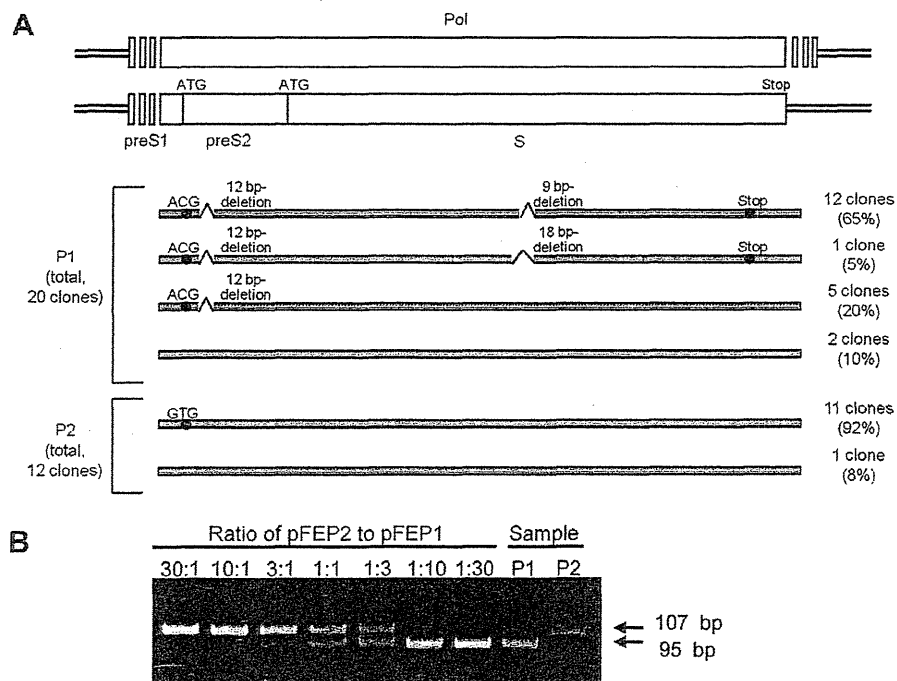 A
Pol
ATG ATG Stop
preS1 preS2 S
P1
(total,
20 clones)
ACG 12 bp-deletion 9 bp-deletion Stop 12 clones (65%)
ACG 12 bp-deletion 18 bp-deletion Stop 1 clone (5%)
ACG 12 bp-deletion 5 clones (20%)
2 clones (10%)
P2
(total,
12 clones)
GTG 11 clones (92%)
1 clone (8%)
B
Ratio of pFEP2 to pFEP1 Sample
30:1 10:1 3:1 1:1 1:3 1:10 1:30 P1 P2
107 bp
95 bp